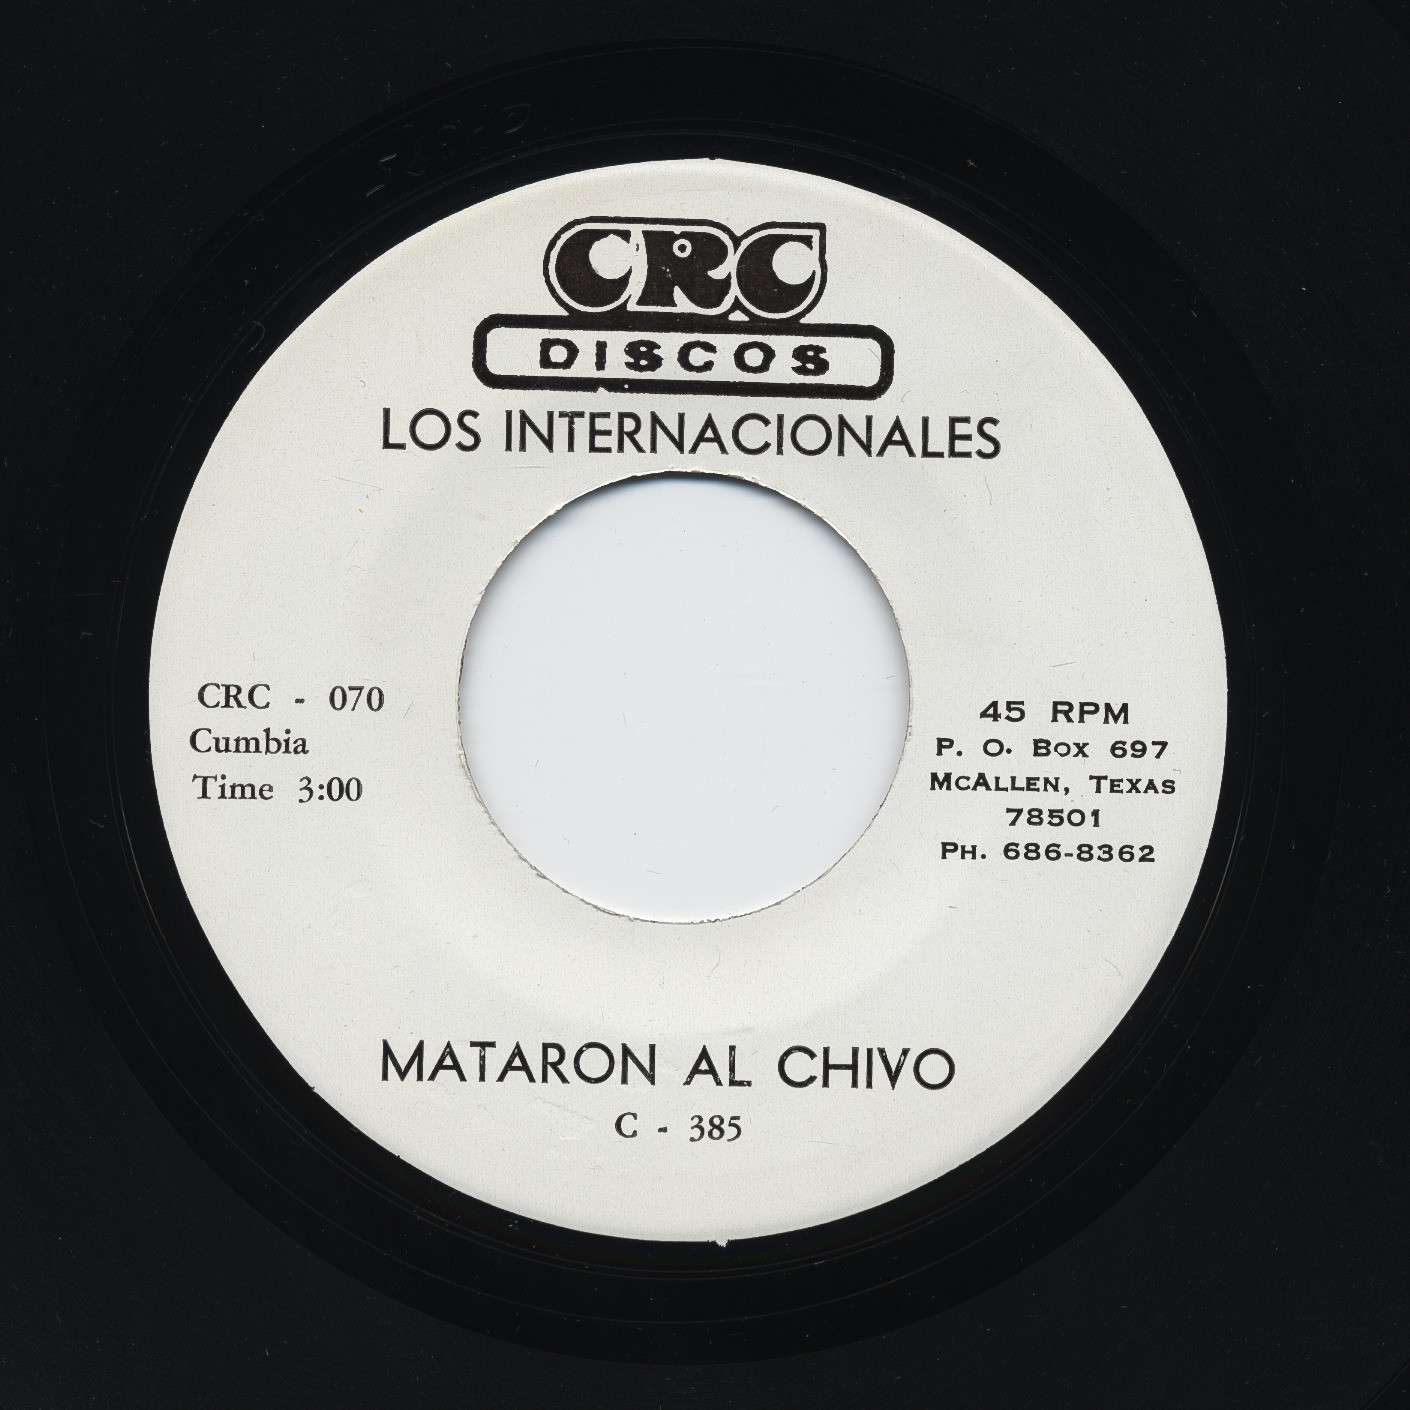 CRC
DISCOS
LOS INTERNACIONALES
CRC - 070
Cumbia
Time 3:00
45 RPM
P. O. Box 697
McAllen, Texas
78501
Ph. 686-8362
MATARON AL CHIVO
C - 385